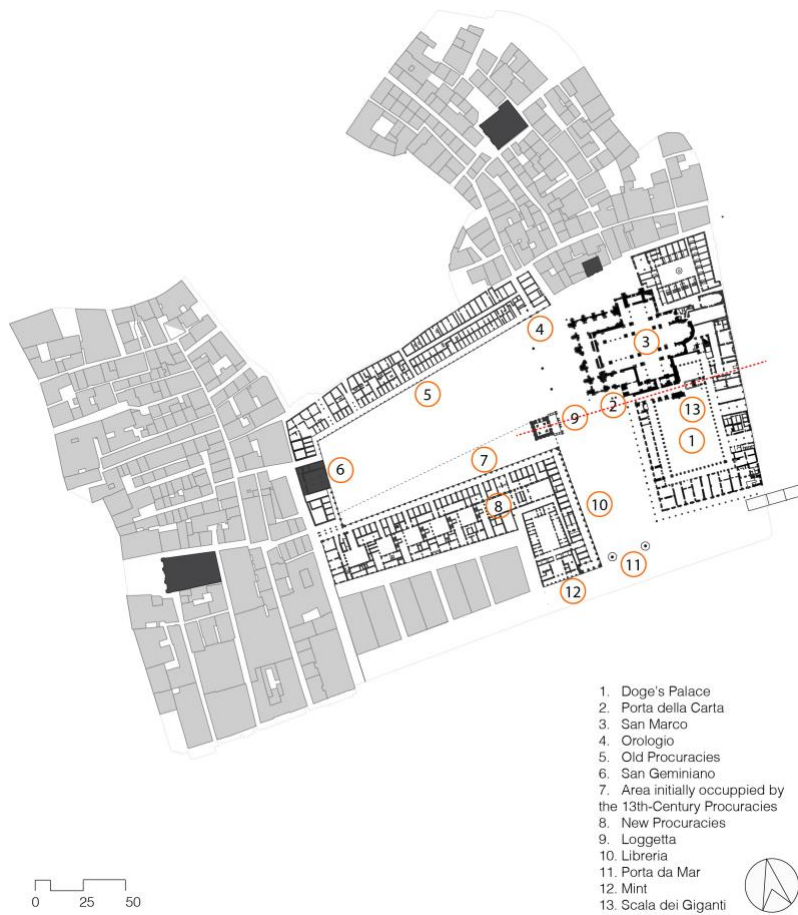 4
3
5
2
13
9
1
6
7
8
10
11
12
1. Doge's Palace
2. Porta della Carta
3. San Marco
4. Orologio
5. Old Procuracies
6. San Geminiano
7. Area initially occuppied by
the 13th-Century Procuracies
8. New Procuracies
9. Loggetta
10. Libreria
11. Porta da Mar
12. Mint
13. Scala dei Giganti
0 25 50